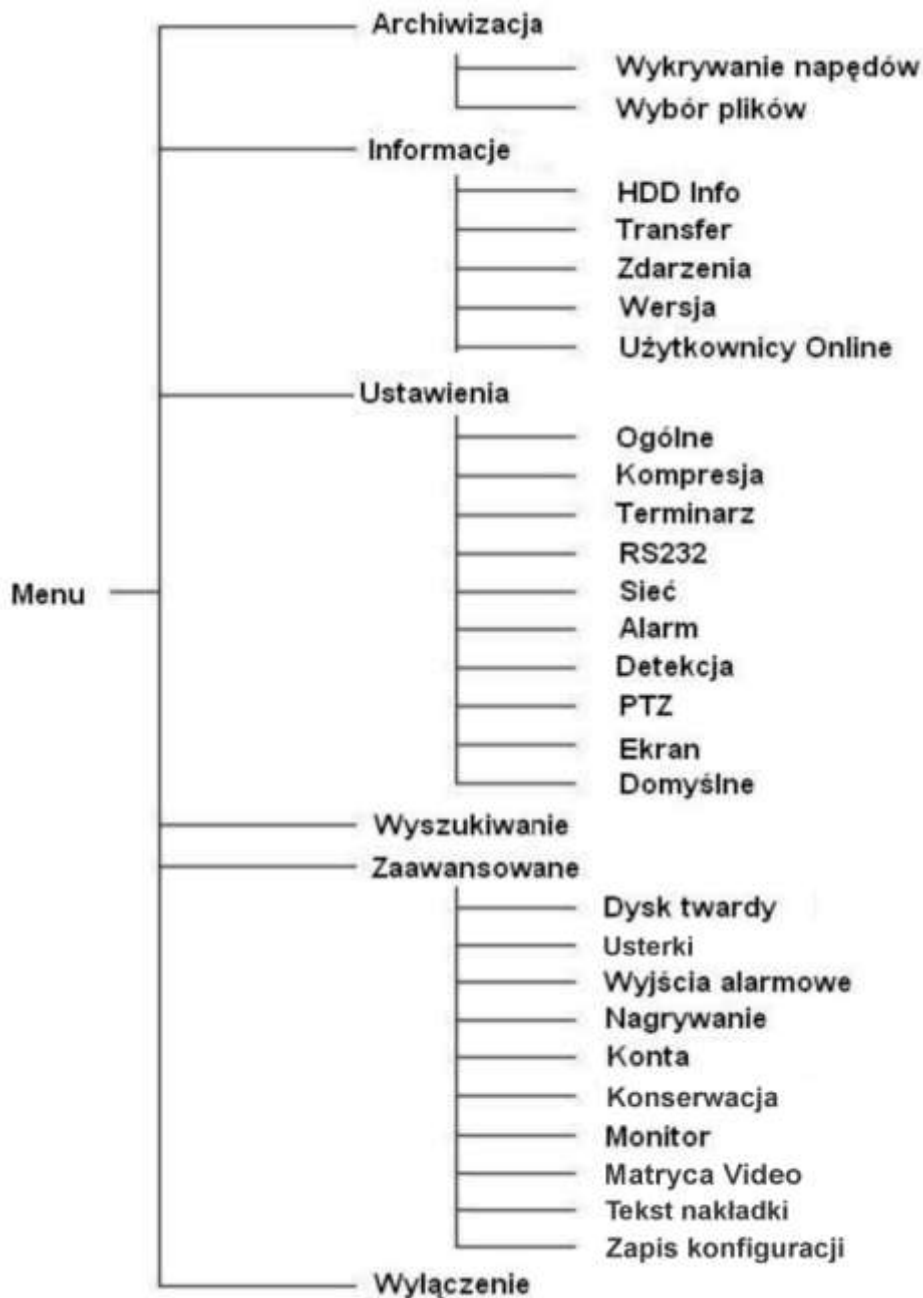 Archiwizacja
Wykrywanie napędów
Wybór plików
Informacje
HDD Info
Transfer
Zdarzenia
Wersja
Użytkownicy Online
Ustawienia
Ogólne
Kompresja
Terminarz
RS232
Sieć
Menu
Alarm
Detekcja
PTZ
Ekran
Domyślne
Wyszukiwanie
Zaawansowane
Dysk twardy
Usterki
Wyjścia alarmowe
Nagrywanie
Konta
Konserwacja
Monitor
Matryca Video
Tekst nakładki
Zapis konfiguracji
Wyłączenie